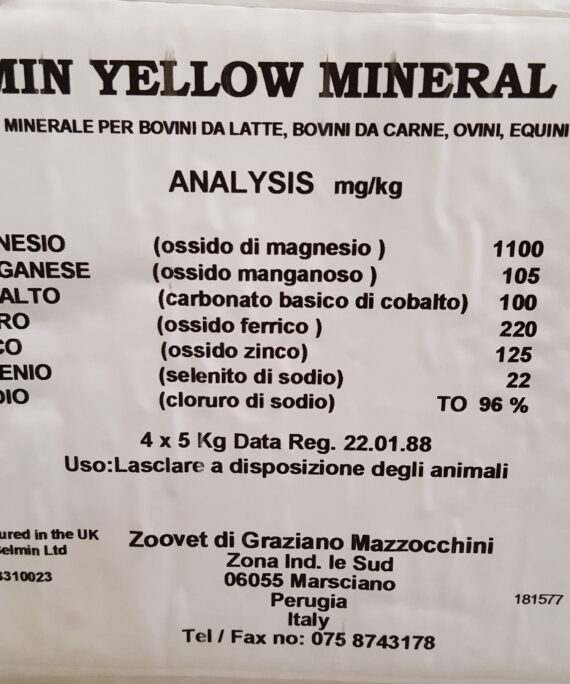 MIN YELLOW MINERAL
MINERALE PER BOVINI DA LATTE, BOVINI DA CARNE, OVINI, EQUINI
ANALYSIS mg/kg
NESIO (ossido di magnesio ) 1100
GANESE (ossido manganoso ) 105
ALTO (carbonato basico di cobalto) 100
RO (ossido ferrico ) 220
CO (ossido zinco) 125
ENIO (selenito di sodio) 22
DIO (cloruro di sodio) TO 96 %
4 x 5 Kg Data Reg. 22.01.88
Uso:Lasclare a disposizione degli animali
ured in the UK
elmin Ltd
310023
Zoovet di Graziano Mazzocchini
Zona Ind. le Sud
06055 Marsciano
Perugia
Italy
Tel / Fax no: 075 8743178
181577